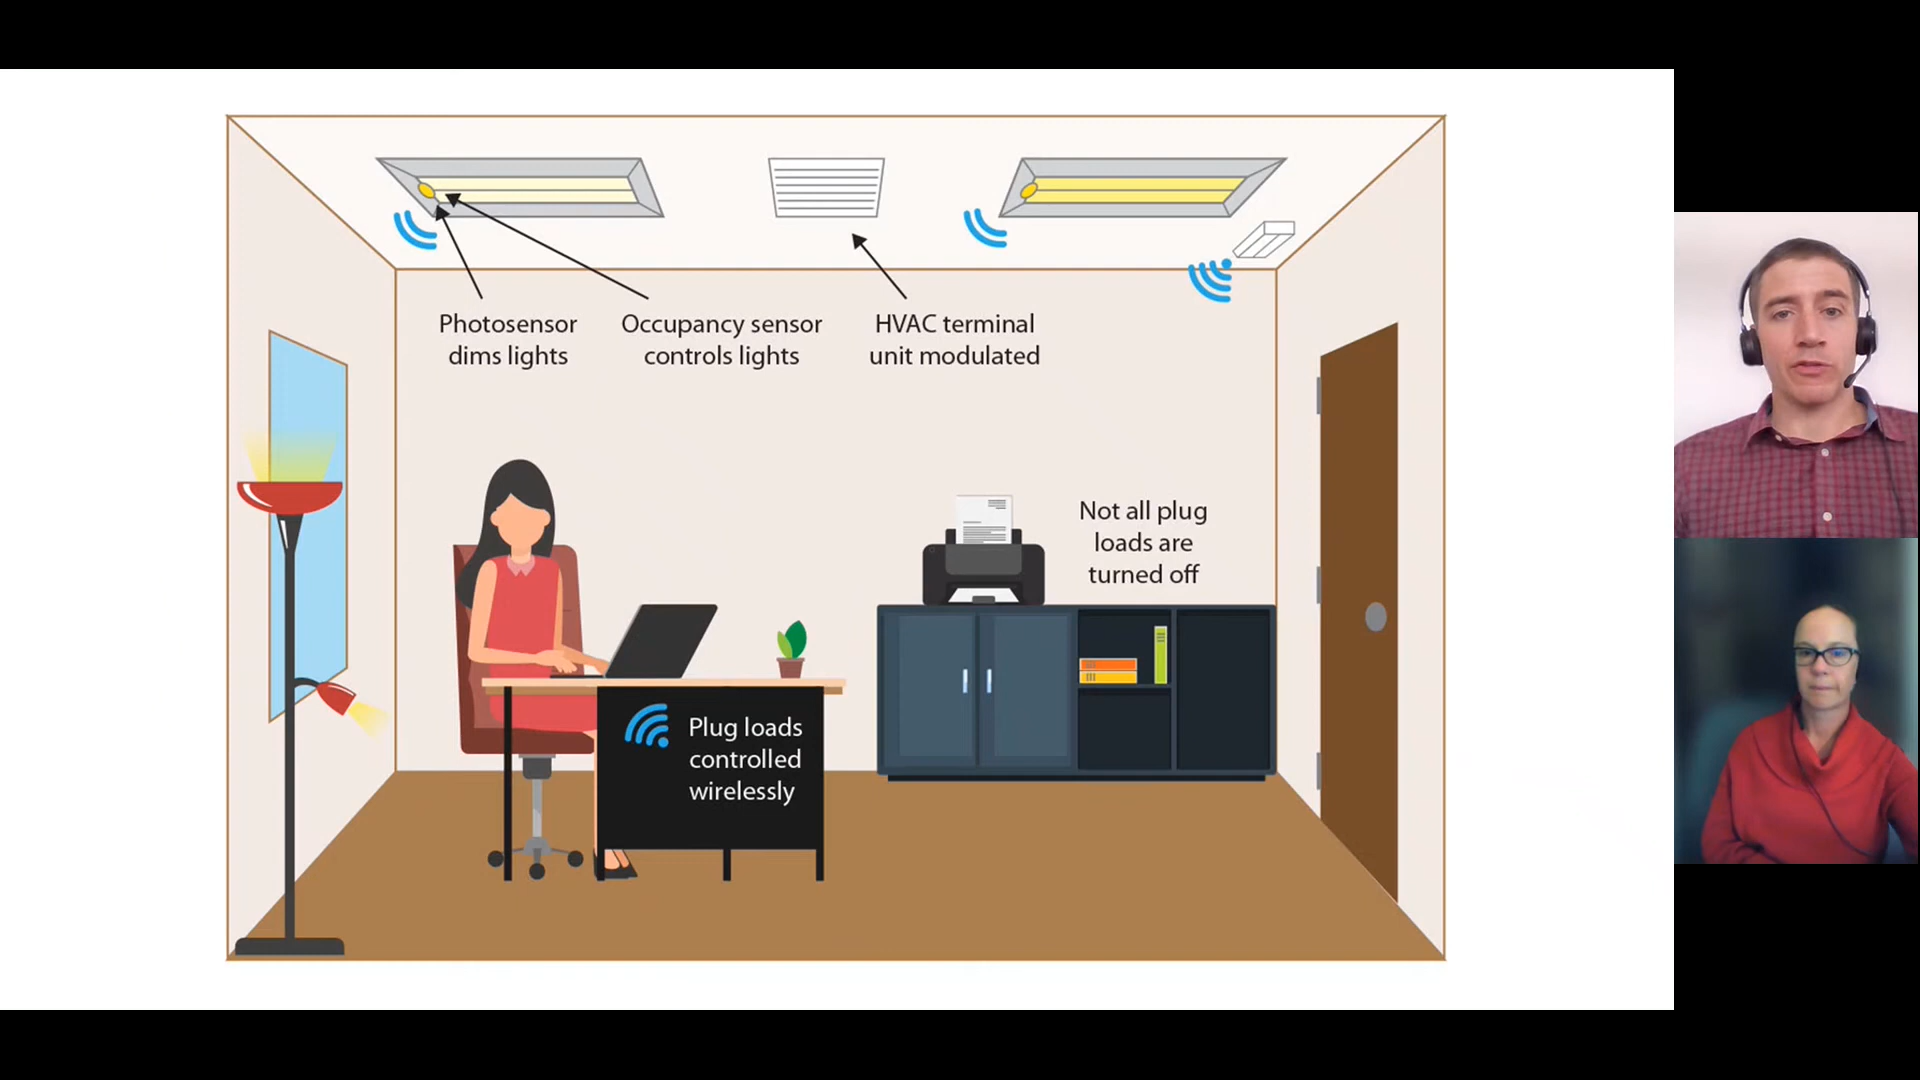 Photosensor
dims lights
Occupancy sensor
controls lights
HVAC terminal
unit modulated
Not all plug
loads are
turned off
Plug loads
controlled
wirelessly